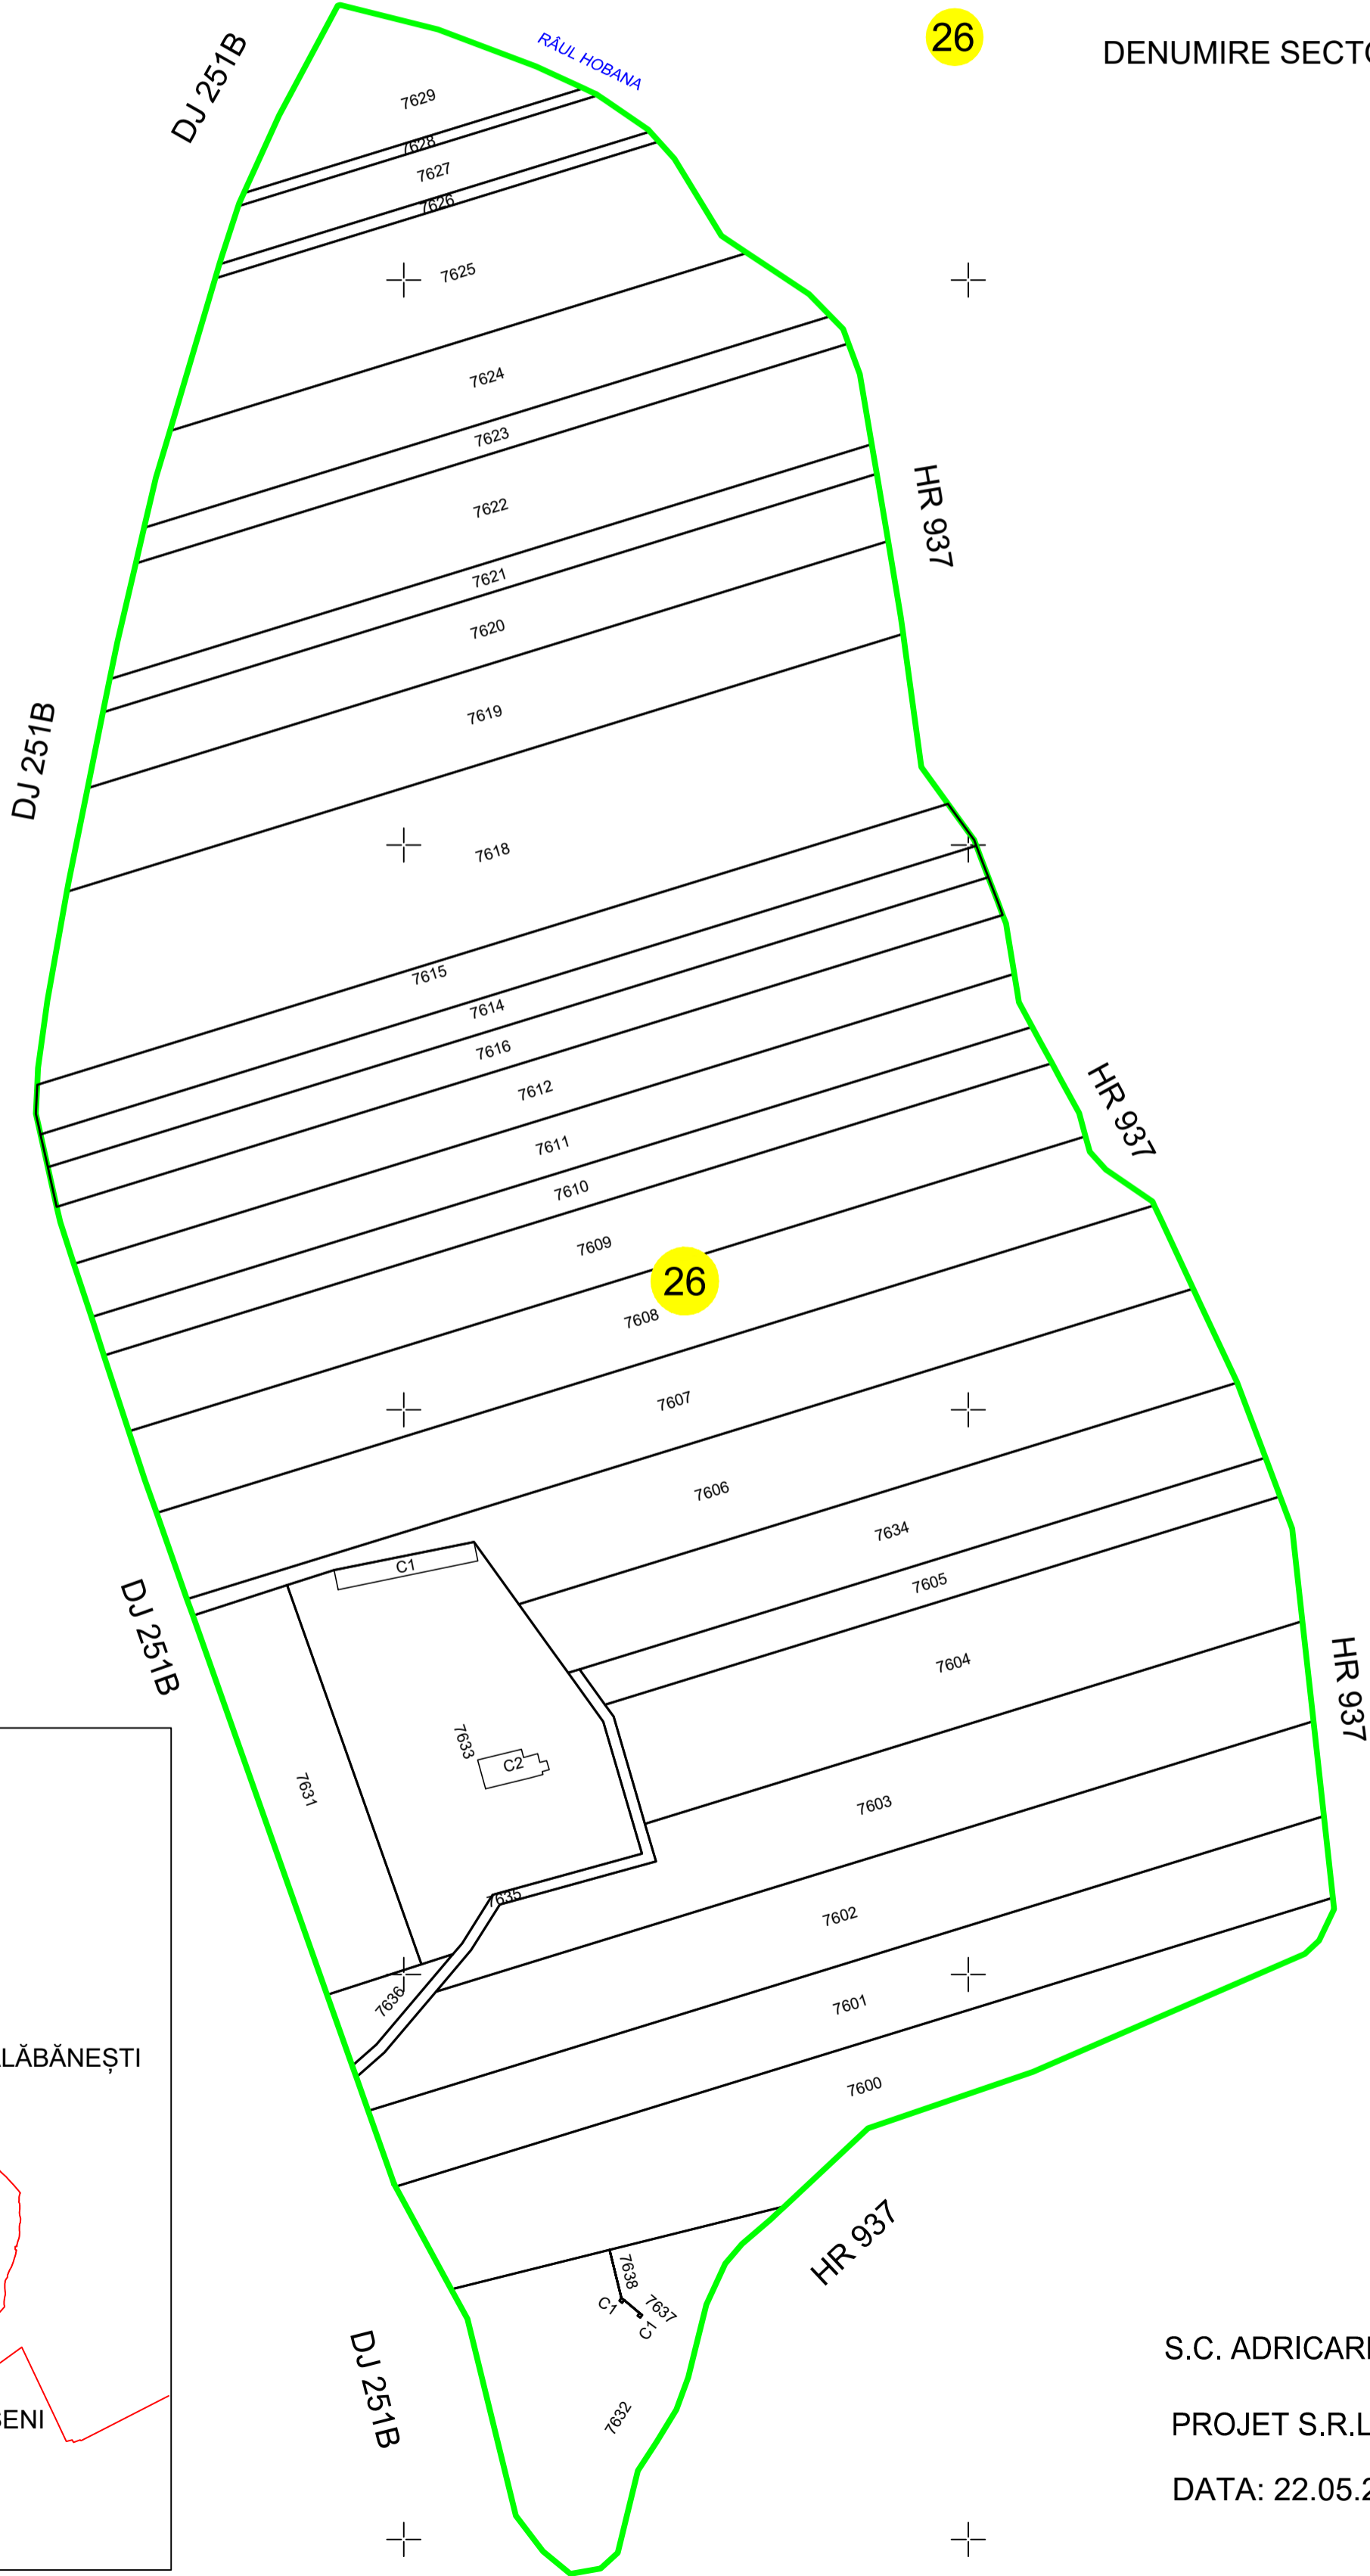 26
DENUMIRE SECTO
DJ 251B
RÂUL HOBANA
7629
7628
7627
7626
7625
7624
7623
7622
HR 937
7621
7620
7619
DJ 251B
7618
7615
7614
7616
7612
HR 937
7611
7610
7609
26
7608
7607
7606
7634
C1
7605
DJ 251B
7604
HR 937
7633
C2
7631
7603
7635
7602
7636
7601
LĂBĂNEȘTI
7600
HR 937
7638
C1
7637
C1
DJ 251B
S.C. ADRICAR
7632
BENI
PROJET S.R.L
DATA: 22.05.2